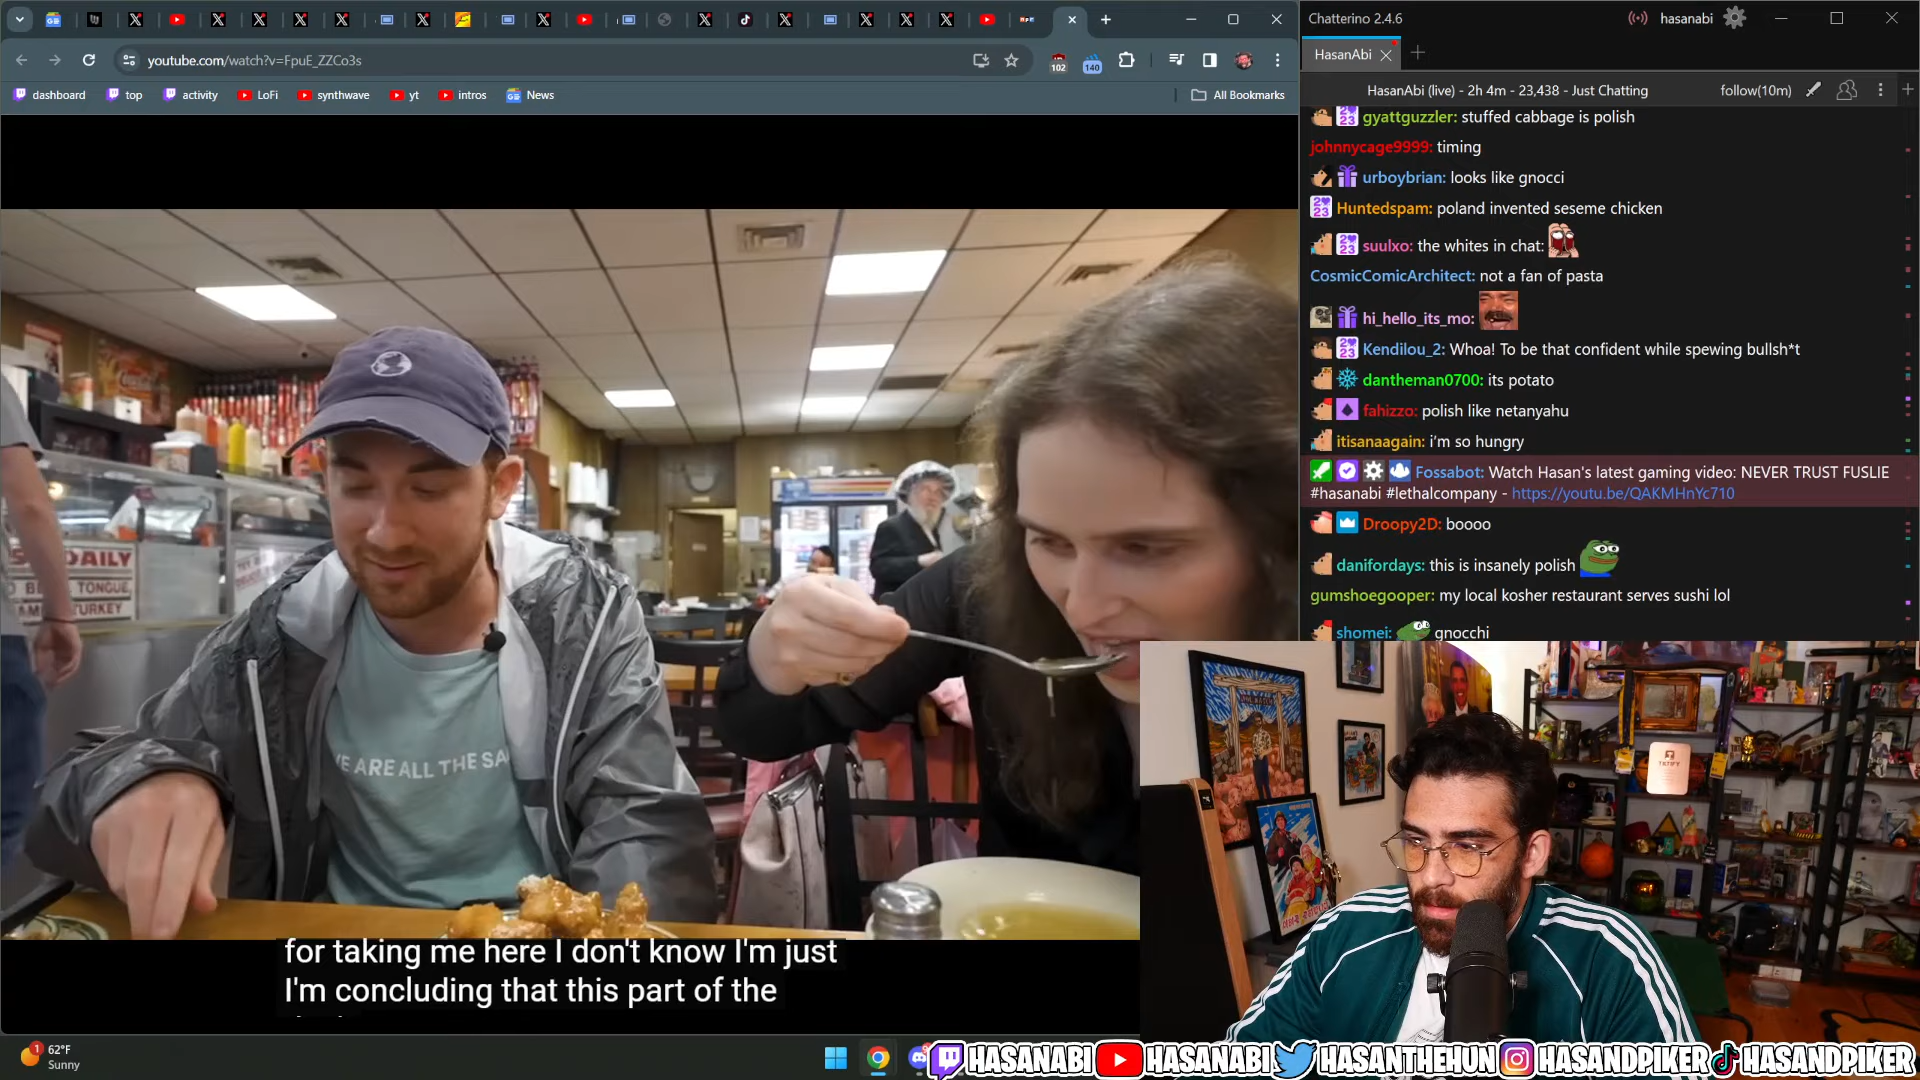 youtube.com/watch?v=FpuE_ZZCo3s
102
140
dashboard
top
activity
LoFi
synthwave
yt
intros
News
All Bookmarks
DAILY
TONGUE
TURKEY
E ARE ALL THE SA
for taking me here I don't know I'm just
I'm concluding that this part of the
Chatterino 2.4.6
hasanabi
HasanAbi
HasanAbi (live) - 2h 4m - 23,438 - Just Chatting
follow(10m)
gyattguzzler: stuffed cabbage is polish
johnnycage9999: timing
urboybrian: looks like gnocci
Huntedspam: poland invented seseme chicken
suulxo: the whites in chat:
CosmicComicArchitect: not a fan of pasta
hi_hello_its_mo:
Kendilou_2: Whoa! To be that confident while spewing bullsh*t
dantheman0700: its potato
fahizzo: polish like netanyahu
itisanaagain: i'm so hungry
Fossabot: Watch Hasan's latest gaming video: NEVER TRUST FUSLIE
#hasanabi #lethalcompany - https://youtu.be/QAKMHnYc710
Droopy2D: boooo
danifordays: this is insanely polish
gumshoegooper: my local kosher restaurant serves sushi lol
shomei: gnocchi
1
62°F
Sunny
HASANABI
HASANABI
HASANTHEHUN
HASANDPIKER
HASANDPIKER